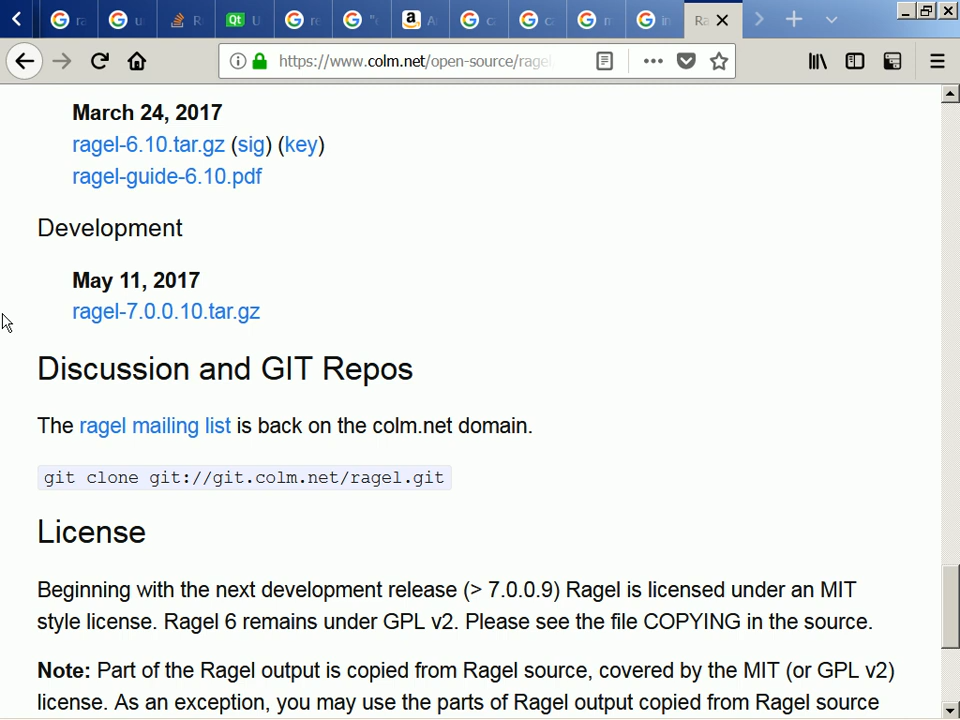 https://www.colm.net/open-source/ragel
March 24, 2017
ragel-6.10.tar.gz (sig) (key)
ragel-guide-6.10.pdf
Development
May 11, 2017
ragel-7.0.0.10.tar.gz
Discussion and GIT Repos
The ragel mailing list is back on the colm.net domain.
git clone git://git.colm.net/ragel.git
License
Beginning with the next development release (> 7.0.0.9) Ragel is licensed under an MIT
style license. Ragel 6 remains under GPL v2. Please see the file COPYING in the source.
Note: Part of the Ragel output is copied from Ragel source, covered by the MIT (or GPL v2)
license. As an exception, you may use the parts of Ragel output copied from Ragel source